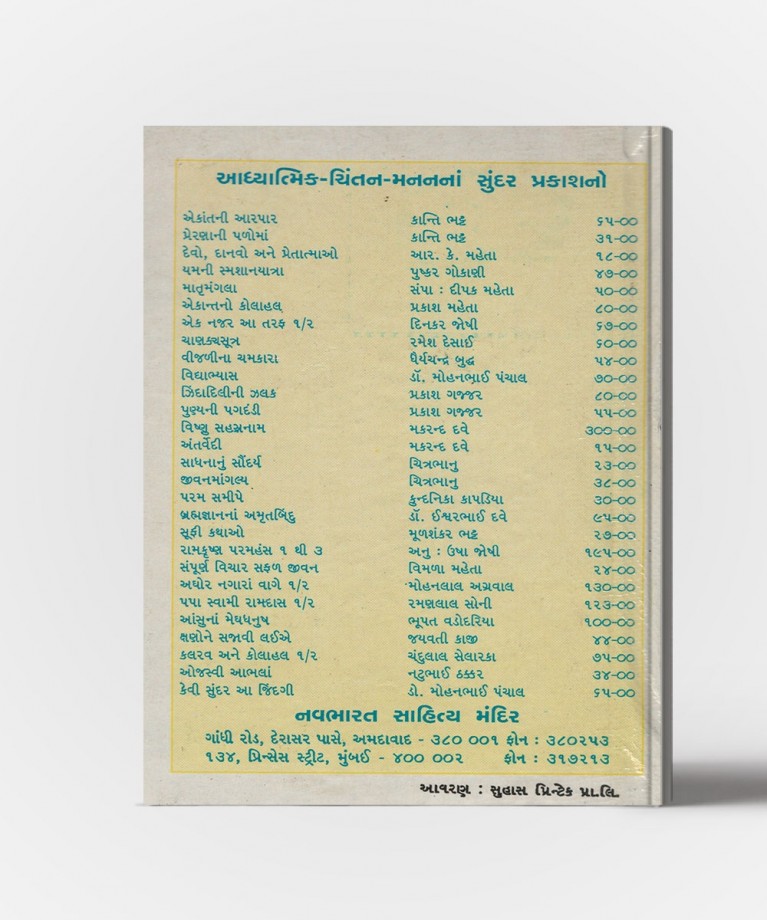 આધ્યાત્મિક-ચિંતન-મનનનાં સુંદર પ્રકાશનો
એકાંતની આરપાર કાન્તિ ભટ્ટ ૬૫-૦૦
પ્રેરણાની પળોમાં કાન્તિ ભટ્ટ ૩૧-૦૦
દેવો, દાનવો અને પ્રેતાત્માઓ આર. કે. મહેતા ૧૮-૦૦
યમની સ્મશાનયાત્રા પુષ્કર ગોકાણી ૪૭-૦૦
માતૃમંગલા સંપા : દીપક મહેતા ૫૦-૦૦
એકાન્તનો કોલાહલ પ્રકાશ મહેતા ૮૦-૦૦
એક નજર આ તરફ ૧/૨ દિનકર જોષી ૬૭-૦૦
ચાણક્યસૂત્ર રમેશ દેસાઈ ૬૦-૦૦
વીજળીના ચમકારા ધૈર્યચન્દ્ર બુદ્ધ ૫૪-૦૦
વિદ્યાભ્યાસ ડૉ. મોહનભાઈ પંચાલ ૭૦-૦૦
ઝિંદાદિલીની ઝલક પ્રકાશ ગજ્જર ૮૦-૦૦
પુણ્યની પગદંડી પ્રકાશ ગજ્જર ૫૫-૦૦
વિષ્ણુ સહસ્રનામ મકરન્દ દવે ૩૦૦-૦૦
અંતર્વેદી મકરન્દ દવે ૧૫-૦૦
સાધનાનું સૌંદર્ય ચિત્રભાનુ ૨૩-૦૦
જીવનમાંગલ્ય ચિત્રભાનુ ૩૮-૦૦
પરમ સમીપે કુન્દનિકા કાપડિયા ૩૦-૦૦
બ્રહ્મજ્ઞાનનાં અમૃતબિંદુ ડૉ. ઈશ્વરભાઈ દવે ૯૫-૦૦
સૂફી કથાઓ મૂળશંકર ભટ્ટ ૨૭-૦૦
રામકૃષ્ણ પરમહંસ ૧ થી ૩ અનુ : ઉષા જોષી ૧૯૫-૦૦
સંપૂર્ણ વિચાર સફળ જીવન વિમળા મહેતા ૨૪-૦૦
અઘોર નગારાં વાગે ૧/૨ મોહનલાલ અગ્રવાલ ૧૩૦-૦૦
પપા સ્વામી રામદાસ ૧/૨ રમણલાલ સોની ૧૨૩-૦૦
આંસુનાં મેઘધનુષ ભૂપત વડોદરિયા ૧૦૦-૦૦
ક્ષણોને સજાવી લઈએ જયવતી કાજી ૪૪-૦૦
કલરવ અને કોલાહલ ૧/૨ ચંદુલાલ સેલારકા ૭૫-૦૦
ઓજસ્વી આભલાં નટુભાઈ ઠક્કર ૩૪-૦૦
કેવી સુંદર આ જિંદગી ડો. મોહનભાઈ પંચાલ ૬૫-૦૦
નવભારત સાહિત્ય મંદિર
ગાંધી રોડ, દેરાસર પાસે, અમદાવાદ - ૩૮૦ ૦૦૧ ફોન : ૩૮૦૨૫૩
૧૩૪, પ્રિન્સેસ સ્ટ્રીટ, મુંબઈ - ૪૦૦ ૦૦૨ ફોન : ૩૧૭૨૧૩
આવરણ : સુહાસ પ્રિન્ટેક પ્રા.લિ.